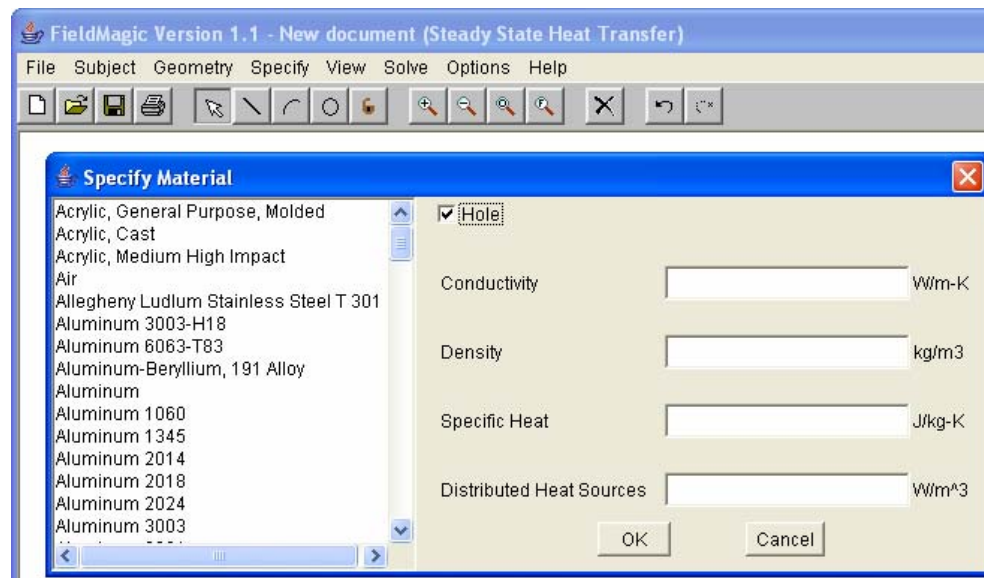 FieldMagic Version 1.1 - New document (Steady State Heat Transfer)
File Subject Geometry Specify View Solve Options Help
Specify Material
Acrylic, General Purpose, Molded
Acrylic, Cast
Acrylic, Medium High Impact
Air
Allegheny Ludlum Stainless Steel T 301
Aluminum 3003-H18
Aluminum 6063-T83
Aluminum-Beryllium, 191 Alloy
Aluminum
Aluminum 1060
Aluminum 1345
Aluminum 2014
Aluminum 2018
Aluminum 2024
Aluminum 3003
Hole
Conductivity W/m-K
Density kg/m3
Specific Heat J/kg-K
Distributed Heat Sources W/m^3
OK Cancel